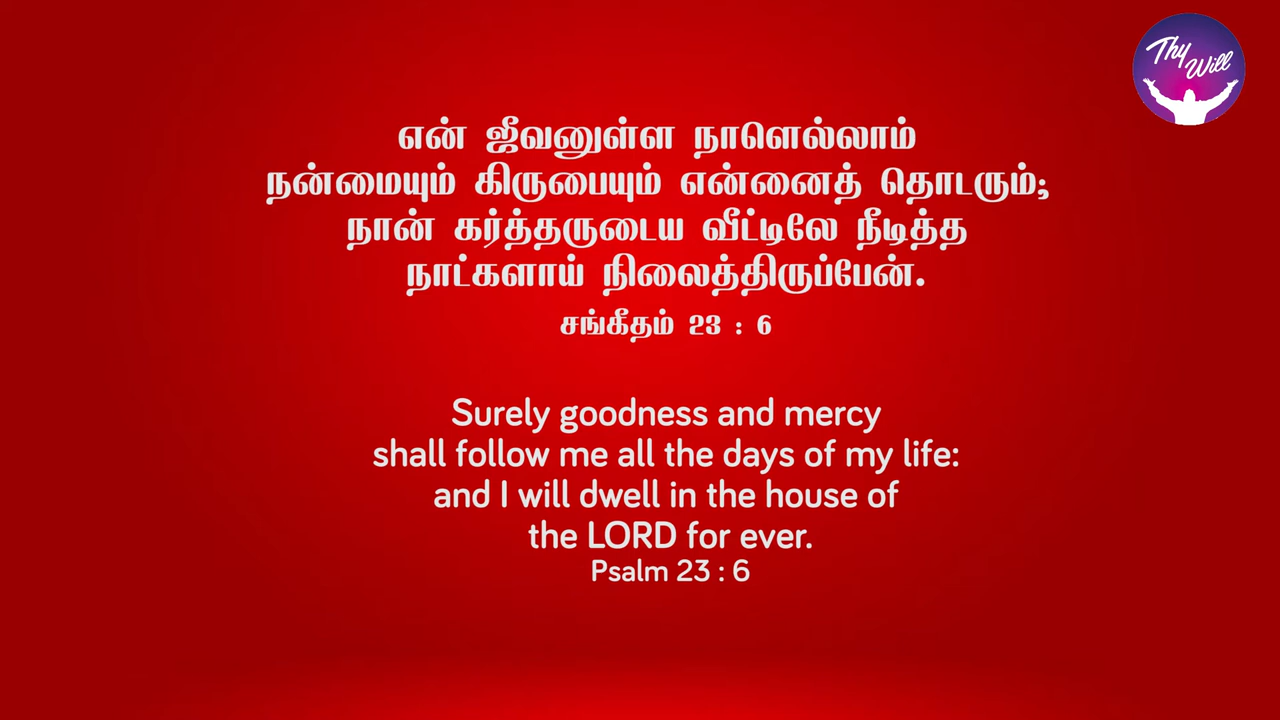 Thy Will
என் ஜீவனுள்ள நாளெல்லாம்
நன்மையும் கிருபையும் என்னைத் தொடரும்;
நான் கர்த்தருடைய வீட்டிலே நீடித்த
நாட்களாய் நிலைத்திருப்பேன்.
சங்கீதம் 23 : 6
Surely goodness and mercy
shall follow me all the days of my life:
and I will dwell in the house of
the LORD for ever.
Psalm 23 : 6